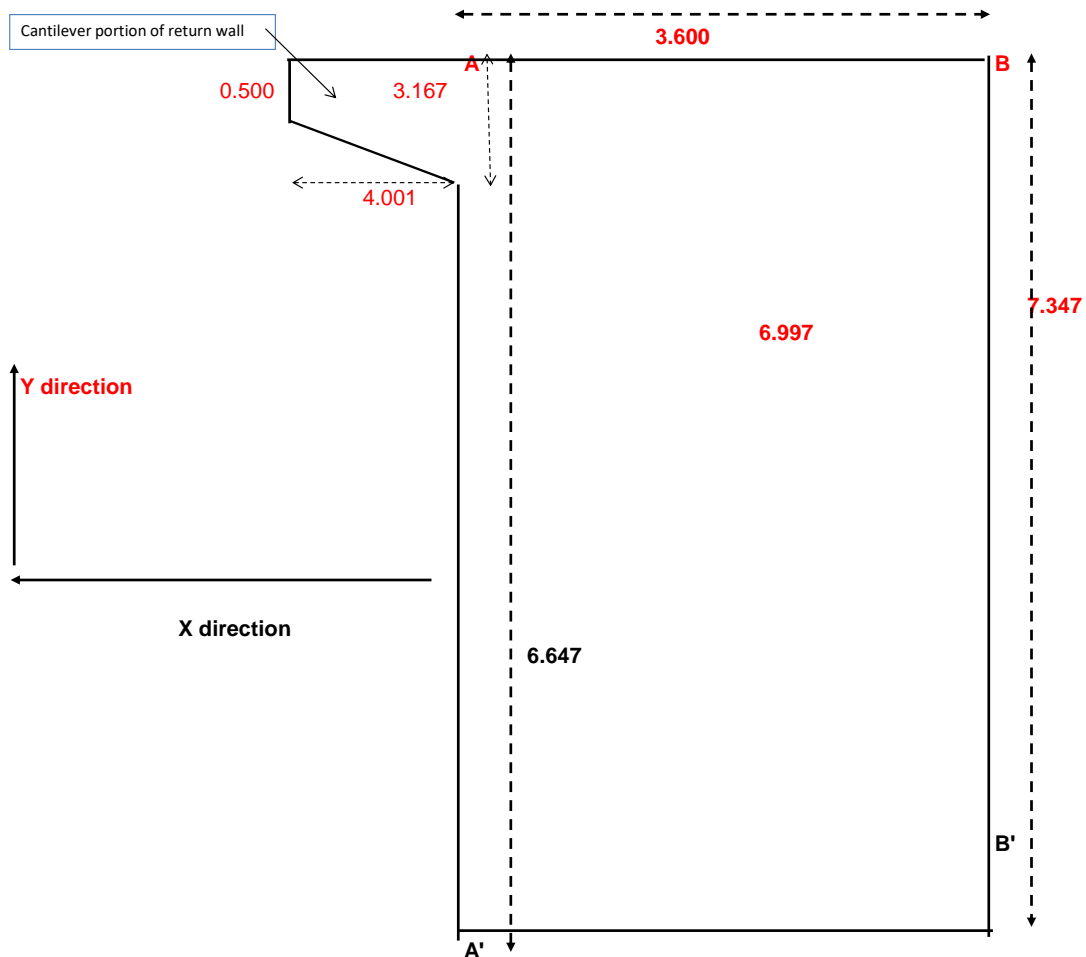 3.600
Cantilever portion of return wall
A
B
0.500
3.167
4.001
7.347
6.997
Y direction
X direction
6.647
B'
A'